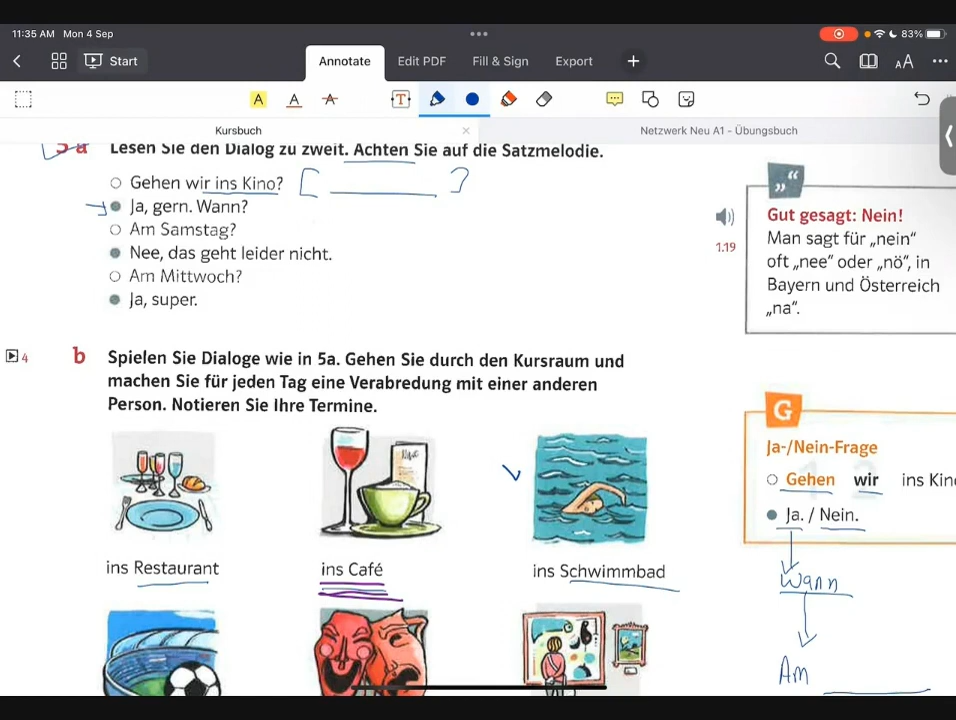 11:35 AM Mon 4 Sep
83%
Start
Annotate
Edit PDF
Fill & Sign
Export
AA
A
A
A
T
Kursbuch
Netzwerk Neu A1 - Übungsbuch
5 a Lesen Sie den Dialog zu zweit. Achten Sie auf die Satzmelodie.
Gehen wir ins Kino? [ ______ ?
Ja, gern. Wann?
Am Samstag?
Nee, das geht leider nicht.
Am Mittwoch?
Ja, super.
1.19
Gut gesagt: Nein!
Man sagt für „nein“
oft „nee“ oder „nö“, in
Bayern und Österreich
„na“.
4
b Spielen Sie Dialoge wie in 5a. Gehen Sie durch den Kursraum und
machen Sie für jeden Tag eine Verabredung mit einer anderen
Person. Notieren Sie Ihre Termine.
ins Restaurant
ins Café
ins Schwimmbad
G
Ja-/Nein-Frage
Gehen wir ins Kin
Ja. / Nein.
Wann
Am ______